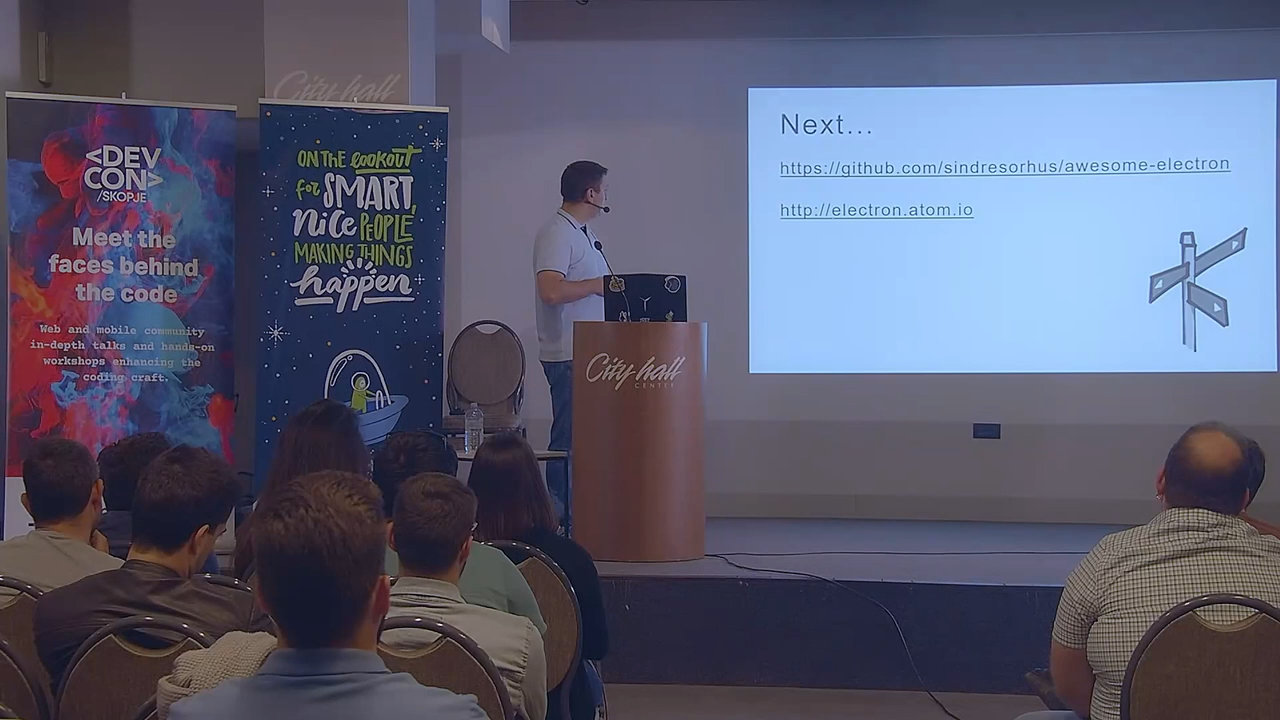 City hall
<DEV
CON>
/SKOPJE
Meet the
faces behind
the code
Web and mobile community
in-depth talks and hands-on
workshops enhancing the
coding craft.
ON THE lookout
for SMART,
nice PEOPLE
MAKING THINGS
happen
City hall
CENTER
Next...
https://github.com/sindresorhus/awesome-electron
http://electron.atom.io